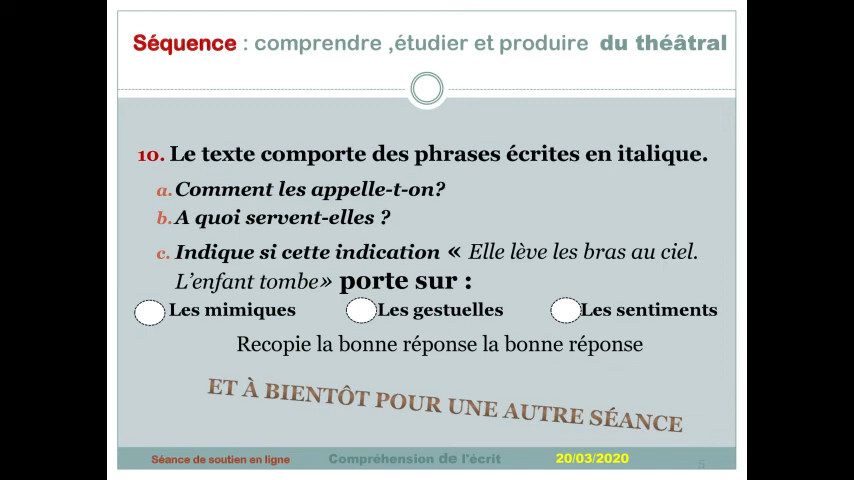 Séquence : comprendre ,étudier et produire du théâtral
10. Le texte comporte des phrases écrites en italique.
a. Comment les appelle-t-on?
b. A quoi servent-elles ?
c. Indique si cette indication « Elle lève les bras au ciel.
L'enfant tombe» porte sur :
Les mimiques Les gestuelles Les sentiments
Recopie la bonne réponse la bonne réponse
ET À BIENTÔT POUR UNE AUTRE SÉANCE
Séance de soutien en ligne Compréhension de l'écrit 20/03/2020 5